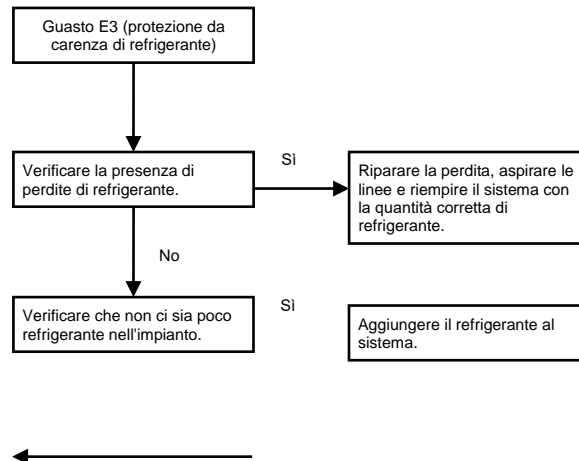 Guasto E3 (protezione da
carenza di refrigerante)
Verificare la presenza di
perdite di refrigerante.
Sì
Riparare la perdita, aspirare le
linee e riempire il sistema con
la quantità corretta di
refrigerante.
No
Verificare che non ci sia poco
refrigerante nell'impianto.
Sì
Aggiungere il refrigerante al
sistema.